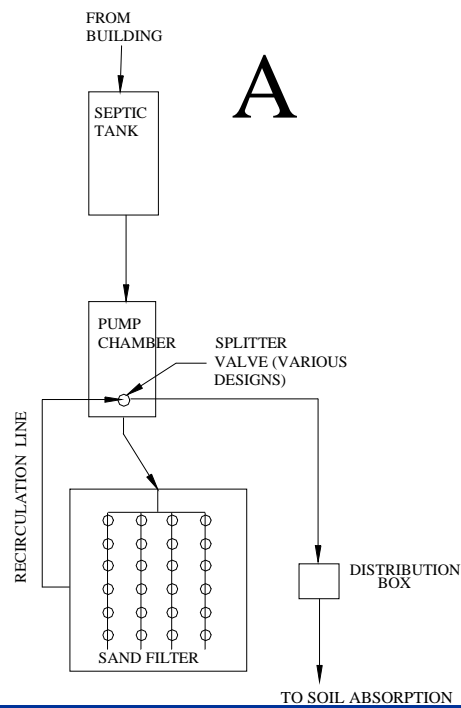 FROM
BUILDING
A
SEPTIC
TANK
PUMP
CHAMBER
SPLITTER
VALVE (VARIOUS
DESIGNS)
RECIRCULATION LINE
DISTRIBUTION
BOX
SAND FILTER
TO SOIL ABSORPTION